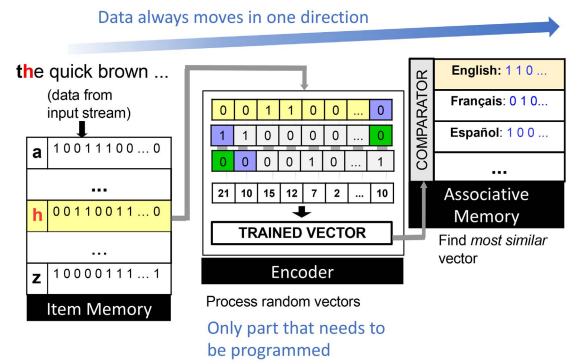 Data always moves in one direction
the quick brown ...
(data from
input stream)
a 1 0 0 1 1 1 0 0 ... 0
...
h 0 0 1 1 0 0 1 1 ... 0
...
z 1 0 0 0 0 1 1 1 ... 1
Item Memory
0 0 1 1 0 0 ... 0
1 1 0 0 0 0 ... 0
0 0 0 0 1 0 ... 1
21 10 15 12 7 2 ... 10
TRAINED VECTOR
Encoder
Process random vectors
Only part that needs to
be programmed
COMPARATOR
English: 1 1 0 ...
Français: 0 1 0...
Español: 1 0 0 ...
...
Associative
Memory
Find most similar
vector